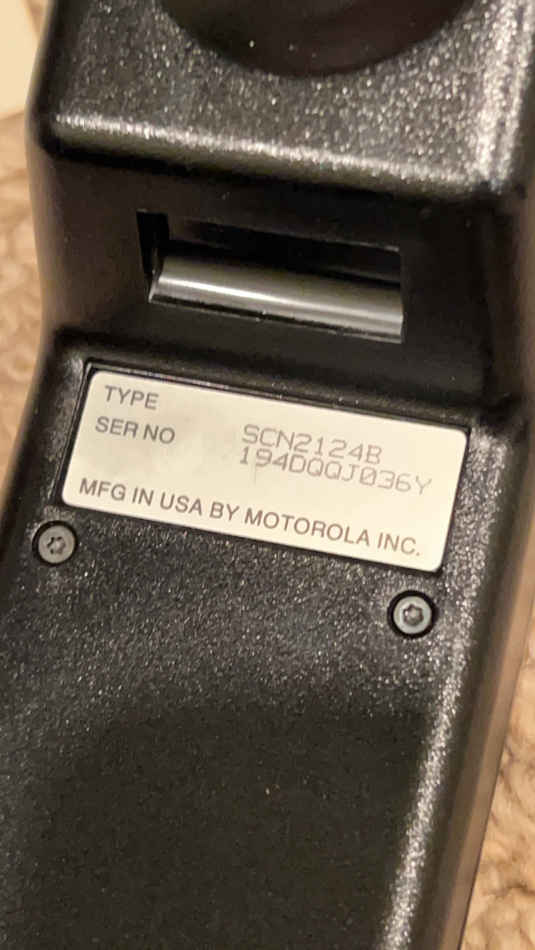 TYPE SCN2124B
SER NO 194DQQJ036Y
MFG IN USA BY MOTOROLA INC.